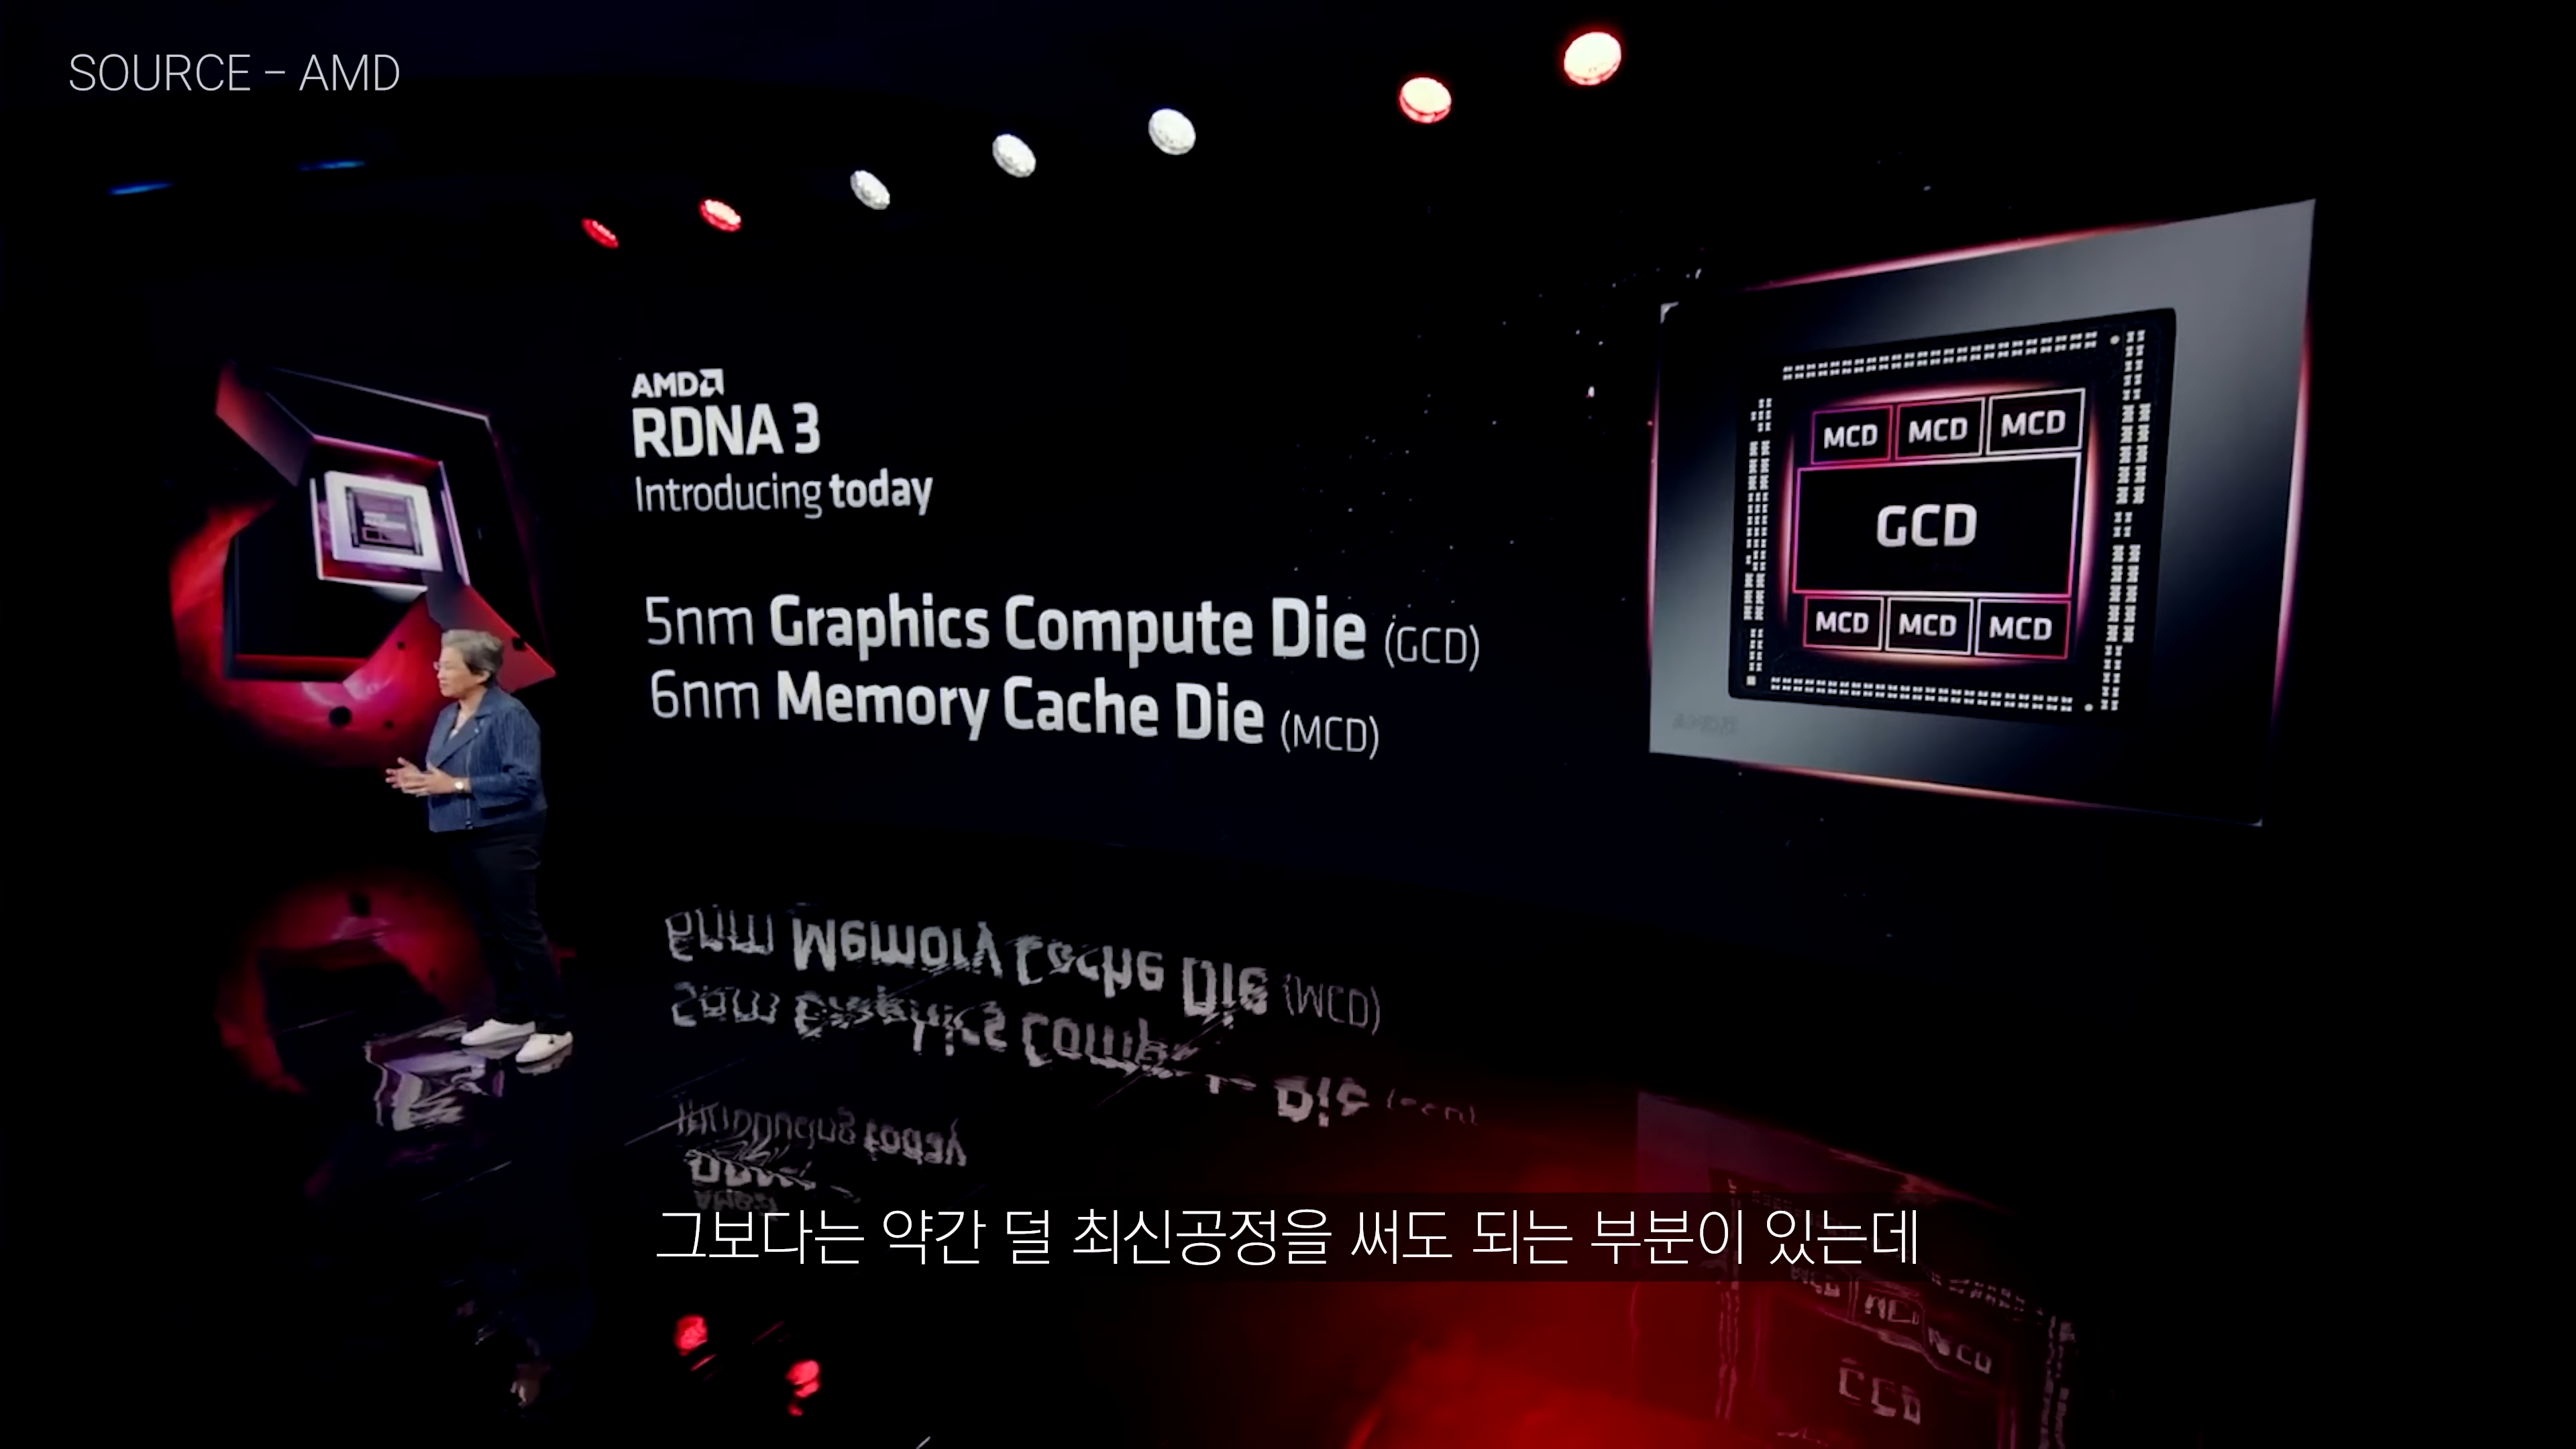 SOURCE – AMD
AMD
RDNA 3
Introducing today
5nm Graphics Compute Die (GCD)
6nm Memory Cache Die (MCD)
MCD MCD MCD
GCD
MCD MCD MCD
그보다는 약간 덜 최신공정을 써도 되는 부분이 있는데